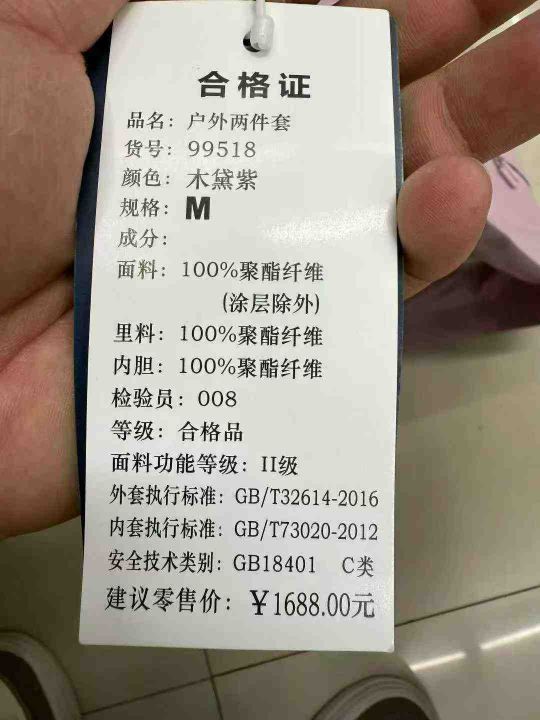 合格证
品名：户外两件套
货号：99518
颜色：木黛紫
规格：M
成分：
面料：100%聚酯纤维
(涂层除外)
里料：100%聚酯纤维
内胆：100%聚酯纤维
检验员：008
等级：合格品
面料功能等级：II级
外套执行标准：GB/T32614-2016
内套执行标准：GB/T73020-2012
安全技术类别：GB18401 C类
建议零售价：￥1688.00元